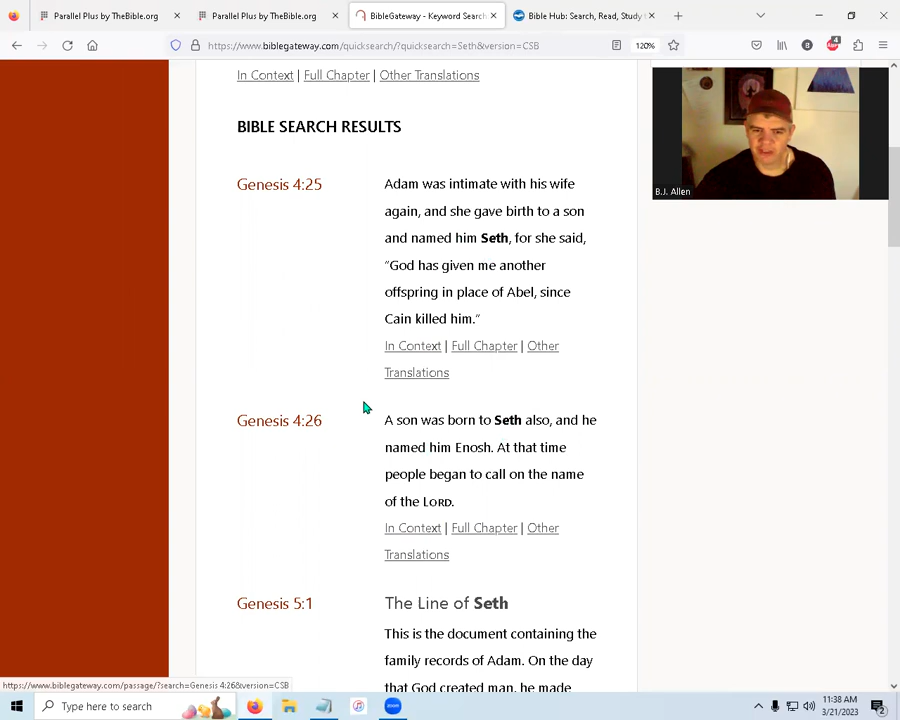 Parallel Plus by TheBible.org
Parallel Plus by TheBible.org
BibleGateway - Keyword Search:
Bible Hub: Search, Read, Study
https://www.biblegateway.com/quicksearch/?quicksearch=Seth&version=CSB
120%
4
In Context | Full Chapter | Other Translations
B.J. Allen
BIBLE SEARCH RESULTS
Genesis 4:25
Adam was intimate with his wife
again, and she gave birth to a son
and named him Seth, for she said,
“God has given me another
offspring in place of Abel, since
Cain killed him.”
In Context | Full Chapter | Other
Translations
Genesis 4:26
A son was born to Seth also, and he
named him Enosh. At that time
people began to call on the name
of the LORD.
In Context | Full Chapter | Other
Translations
Genesis 5:1
The Line of Seth
This is the document containing the
family records of Adam. On the day
that God created man, he made
https://www.biblegateway.com/passage/?search=Genesis 4:26&version=CSB
Type here to search
zoom
11:38 AM
3/21/2023
2